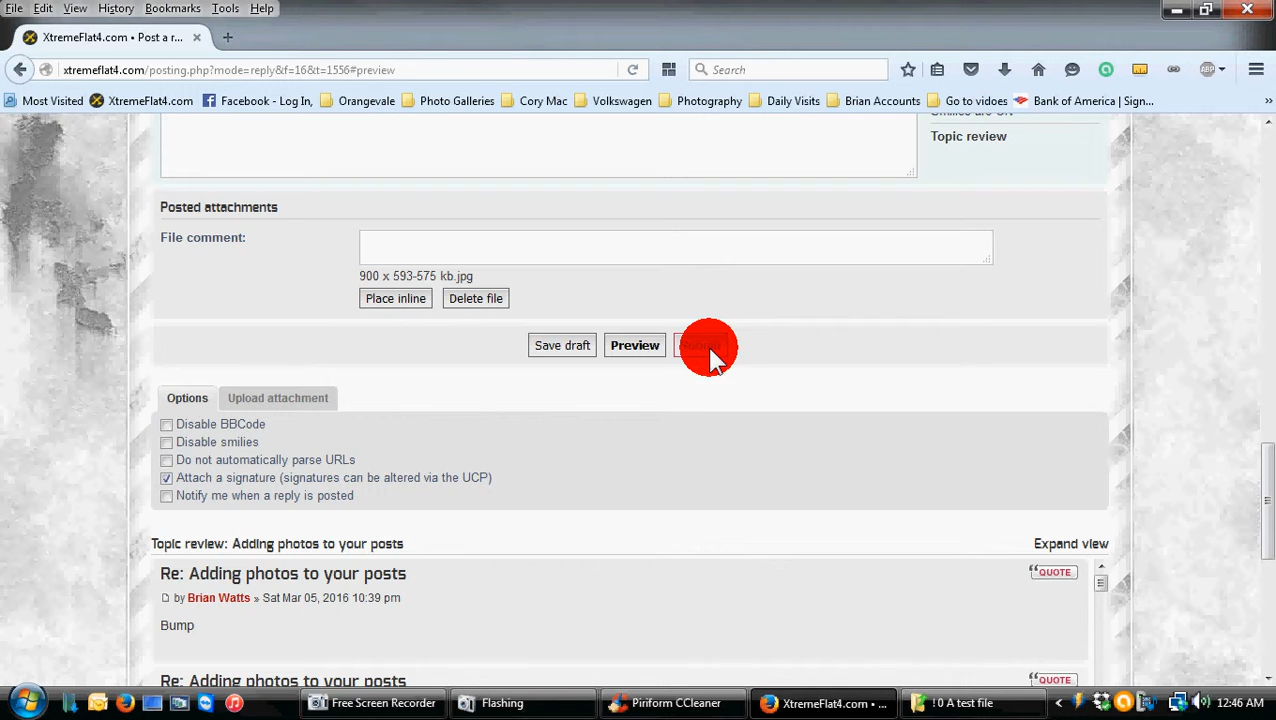 File Edit View History Bookmarks Tools Help
XtremeFlat4.com • Post a r...
xtremeflat4.com/posting.php?mode=reply&f=16&t=1556#preview
Search
ABP
Most Visited XtremeFlat4.com Facebook - Log In, Orangevale Photo Galleries Cory Mac Volkswagen Photography Daily Visits Brian Accounts Go to vidoes Bank of America | Sign...
Smilies are ON
Topic review
Posted attachments
File comment:
900 x 593-575 kb.jpg
Place inline Delete file
Save draft Preview
Options Upload attachment
Disable BBCode
Disable smilies
Do not automatically parse URLs
Attach a signature (signatures can be altered via the UCP)
Notify me when a reply is posted
Topic review: Adding photos to your posts Expand view
Re: Adding photos to your posts QUOTE
by Brian Watts » Sat Mar 05, 2016 10:39 pm
Bump
Re: Adding photos to your posts QUOTE
Free Screen Recorder Flashing Piriform CCleaner XtremeFlat4.com • ... ! 0 A test file 12:46 AM